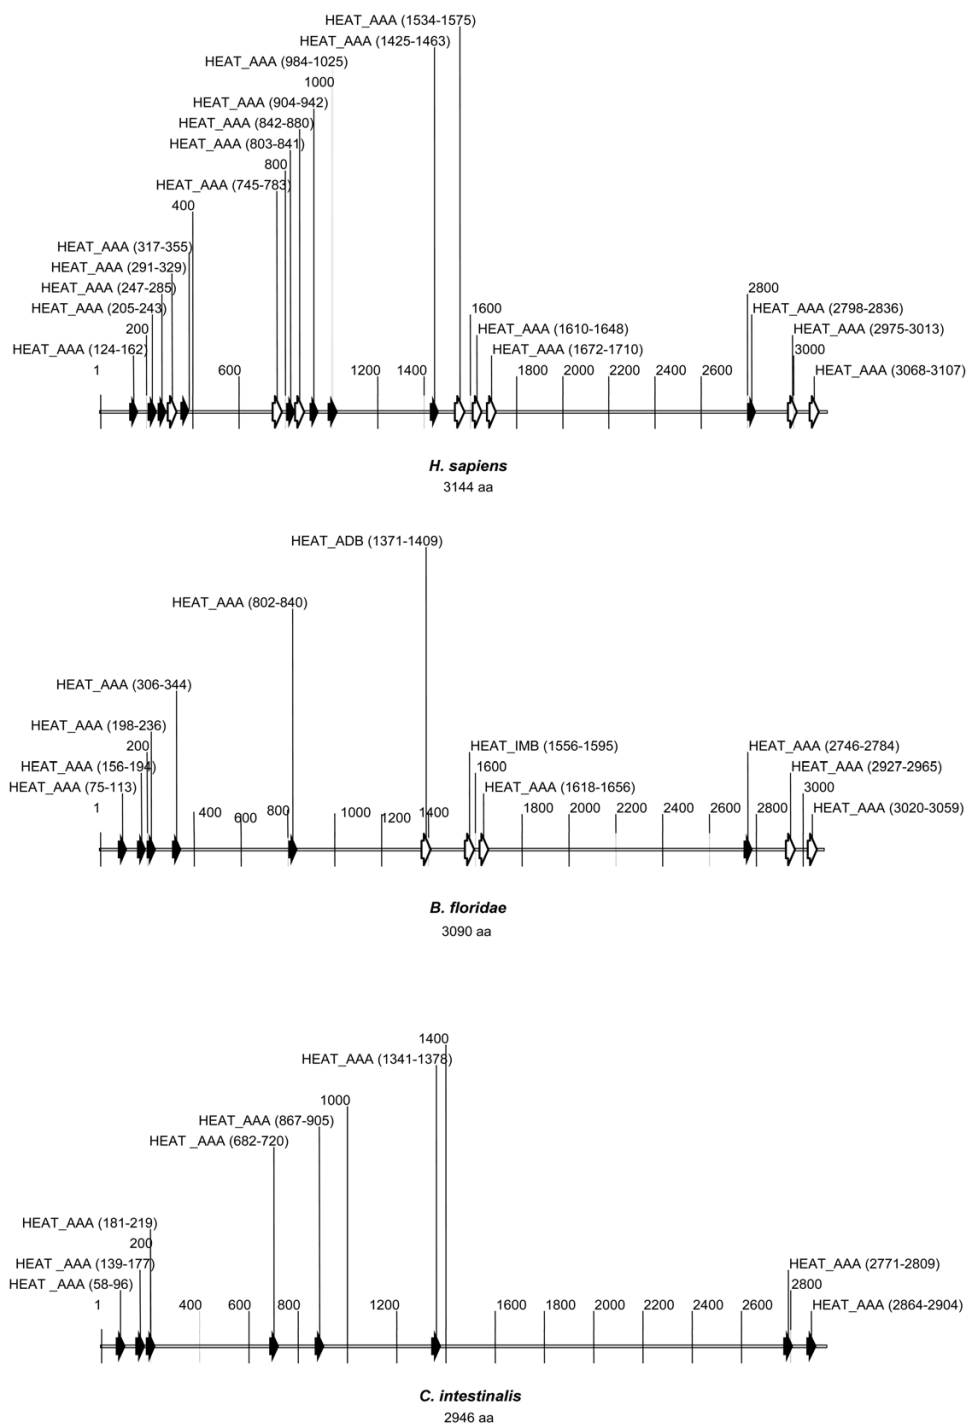 HEAT_AAA (1534-1575)
HEAT_AAA (1425-1463)
HEAT_AAA (984-1025)
1000
HEAT_AAA (904-942)
HEAT_AAA (842-880)
HEAT_AAA (803-841)
800
HEAT_AAA (745-783)
400
HEAT_AAA (317-355)
HEAT_AAA (291-329)
HEAT_AAA (247-285)
2800
HEAT_AAA (205-243)
1600
HEAT_AAA (2798-2836)
200
HEAT_AAA (1610-1648)
HEAT_AAA (2975-3013)
HEAT_AAA (124-162)
HEAT_AAA (1672-1710)
3000
1 600 1200 1400 1800 2000 2200 2400 2600 HEAT_AAA (3068-3107)
H. sapiens
3144 aa
HEAT_ADB (1371-1409)
HEAT_AAA (802-840)
HEAT_AAA (306-344)
HEAT_AAA (198-236)
200
HEAT_IMB (1556-1595)
HEAT_AAA (2746-2784)
HEAT_AAA (156-194)
1600
HEAT_AAA (2927-2965)
HEAT_AAA (75-113)
HEAT_AAA (1618-1656)
3000
1 400 600 800 1000 1200 1400 1800 2000 2200 2400 2600 2800 HEAT_AAA (3020-3059)
B. floridae
3090 aa
1400
HEAT_AAA (1341-1378)
1000
HEAT_AAA (867-905)
HEAT _AAA (682-720)
HEAT_AAA (181-219)
200
HEAT _AAA (139-177)
HEAT_AAA (2771-2809)
HEAT _AAA (58-96)
2800
1 400 600 800 1200 1600 1800 2000 2200 2400 2600 HEAT_AAA (2864-2904)
C. intestinalis
2946 aa